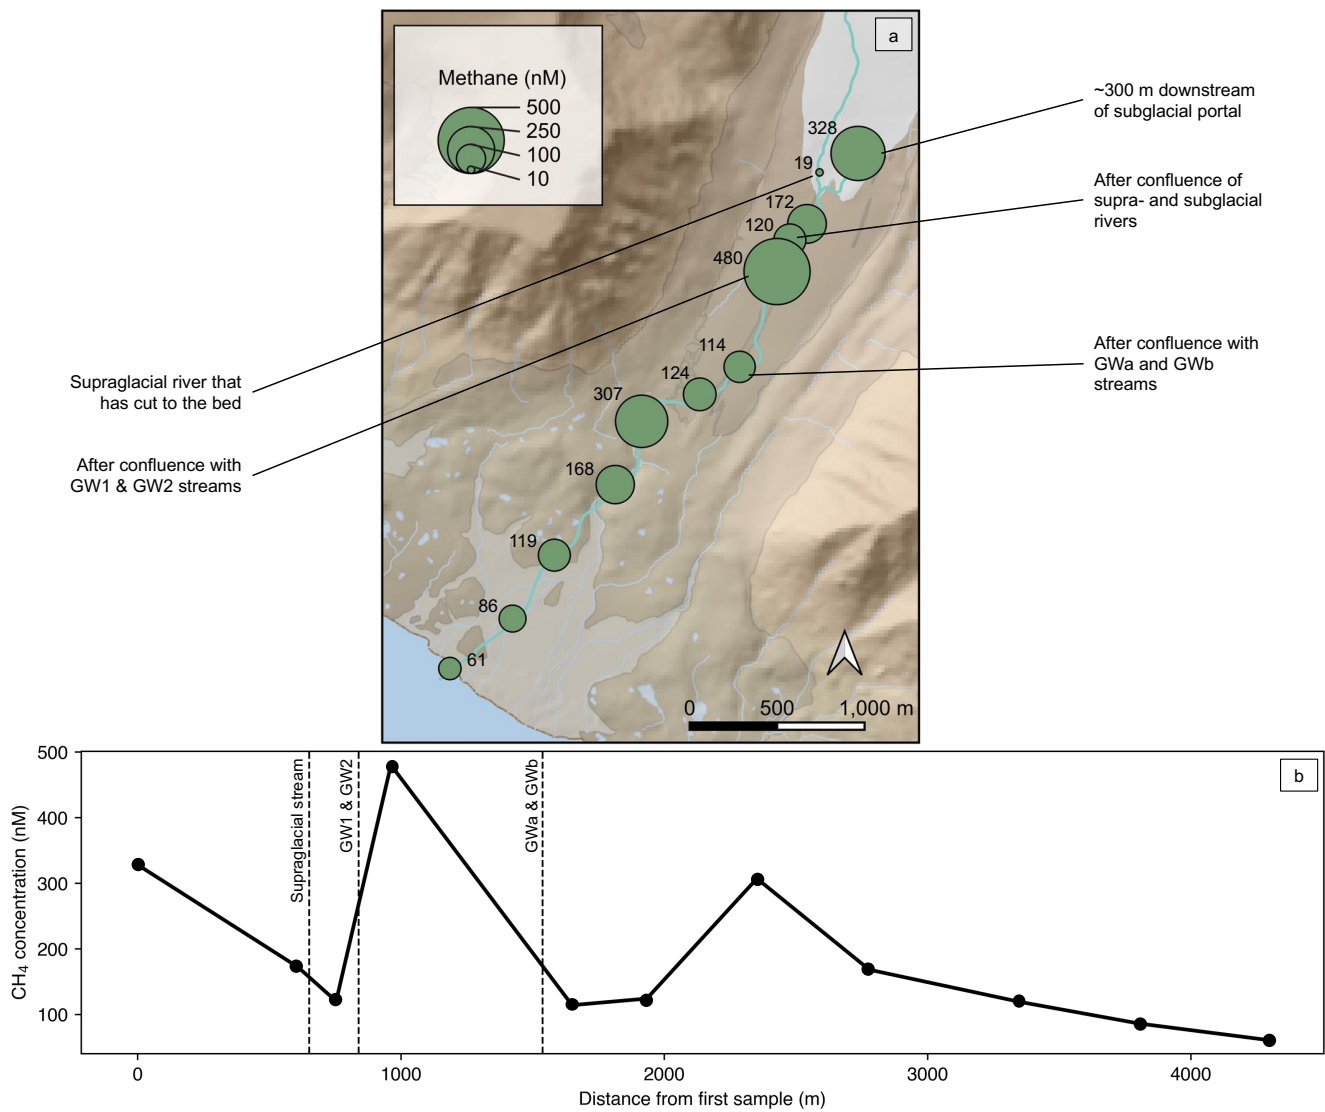 a
Methane (nM)
500
250
100
10
~300 m downstream
of subglacial portal
328
19
After confluence of
supra- and subglacial
rivers
172
120
480
114
After confluence with
GWa and GWb
streams
124
Supraglacial river that
has cut to the bed
307
After confluence with
GW1 & GW2 streams
168
119
86
61
0 500 1,000 m
b
CH₄ concentration (nM)
500
400
300
200
100
Supraglacial stream
GW1 & GW2
GWa & GWb
0 1000 2000 3000 4000
Distance from first sample (m)